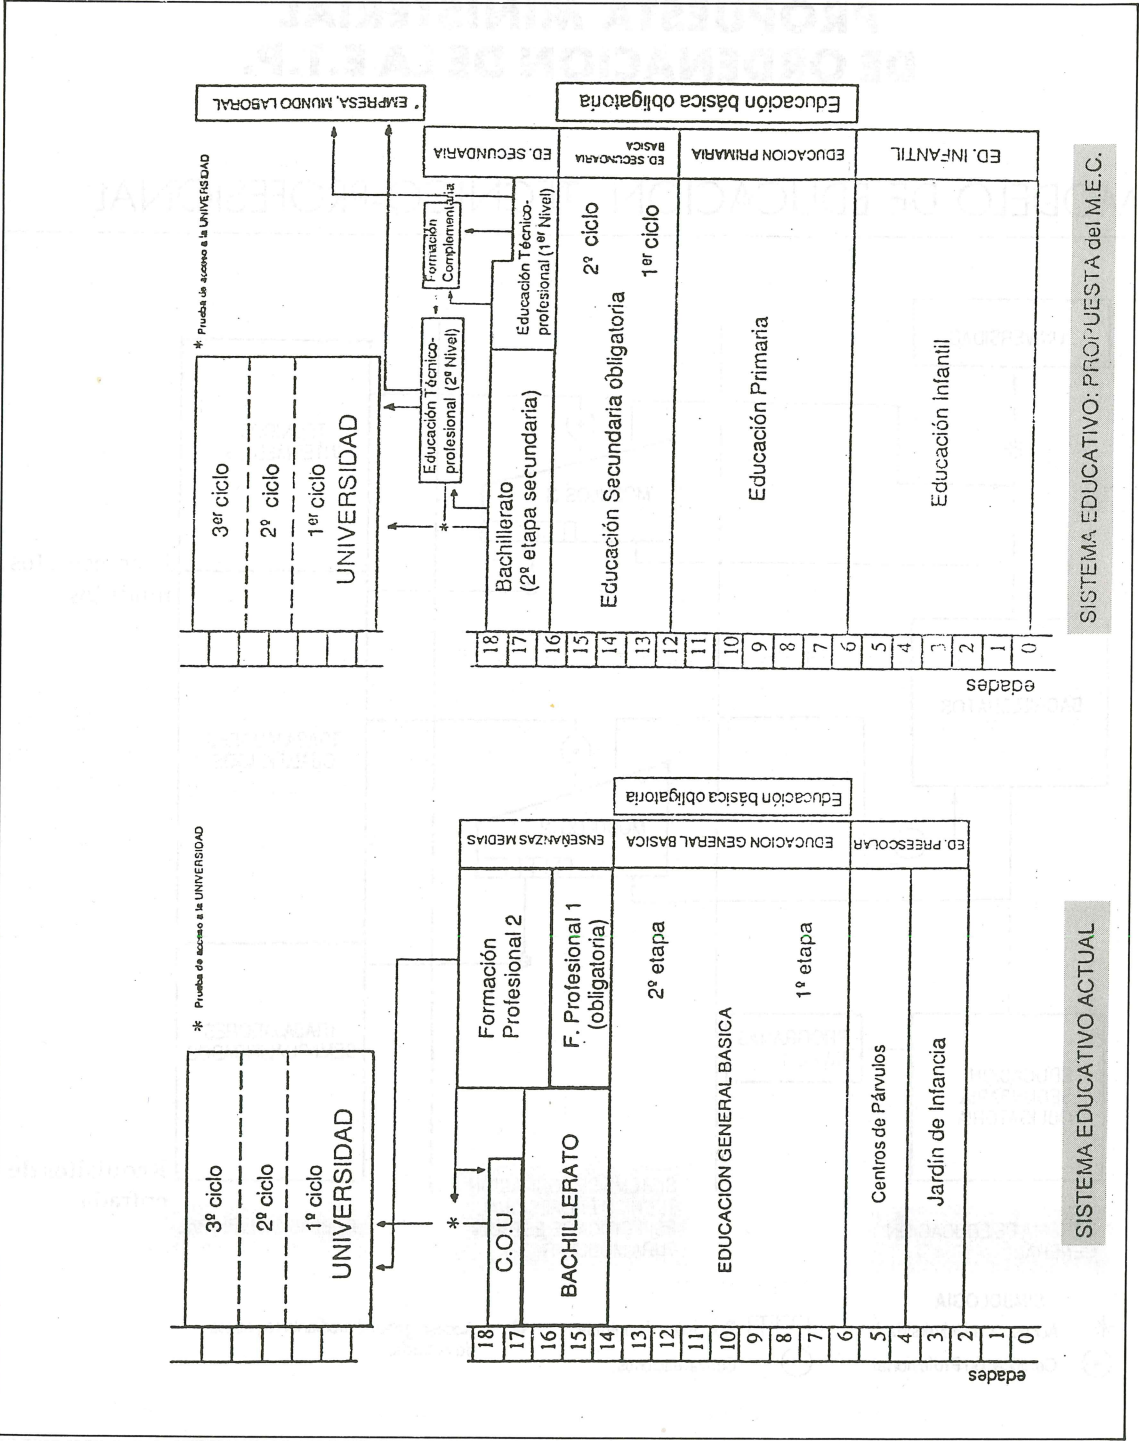 * Prueba de acceso a la UNIVERSIDAD
3º ciclo
2º ciclo
1º ciclo
UNIVERSIDAD
*
C.O.U.
BACHILLERATO
Formación
Profesional 2
F. Profesional 1
(obligatoria)
ENSEÑANZAS MEDIAS
2º etapa
1º etapa
EDUCACION GENERAL BASICA
EDUCACION GENERAL BASICA
Educación básica obligatoria
Centros de Párvulos
Jardín de Infancia
ED. PREESCOLAR
18
17
16
15
14
13
12
11
10
9
8
7
6
5
4
3
2
1
0
edades
SISTEMA EDUCATIVO ACTUAL
* Prueba de acceso a la UNIVERSIDAD
* EMPRESA, MUNDO LABORAL
3er ciclo
2º ciclo
1er ciclo
UNIVERSIDAD
*
Educación Técnico-
profesional (2º Nivel)
Formación
Complementaria
Bachillerato
(2ª etapa secundaria)
Educación Técnico-
profesional (1er Nivel)
ED. SECUNDARIA
Educación Secundaria obligatoria
2º ciclo
1er ciclo
ED. SECUNDARIA
BASICA
Educación Primaria
EDUCACION PRIMARIA
Educación básica obligatoria
Educación Infantil
ED. INFANTIL
18
17
16
15
14
13
12
11
10
9
8
7
6
5
4
3
2
1
0
edades
SISTEMA EDUCATIVO: PROPUESTA del M.E.C.